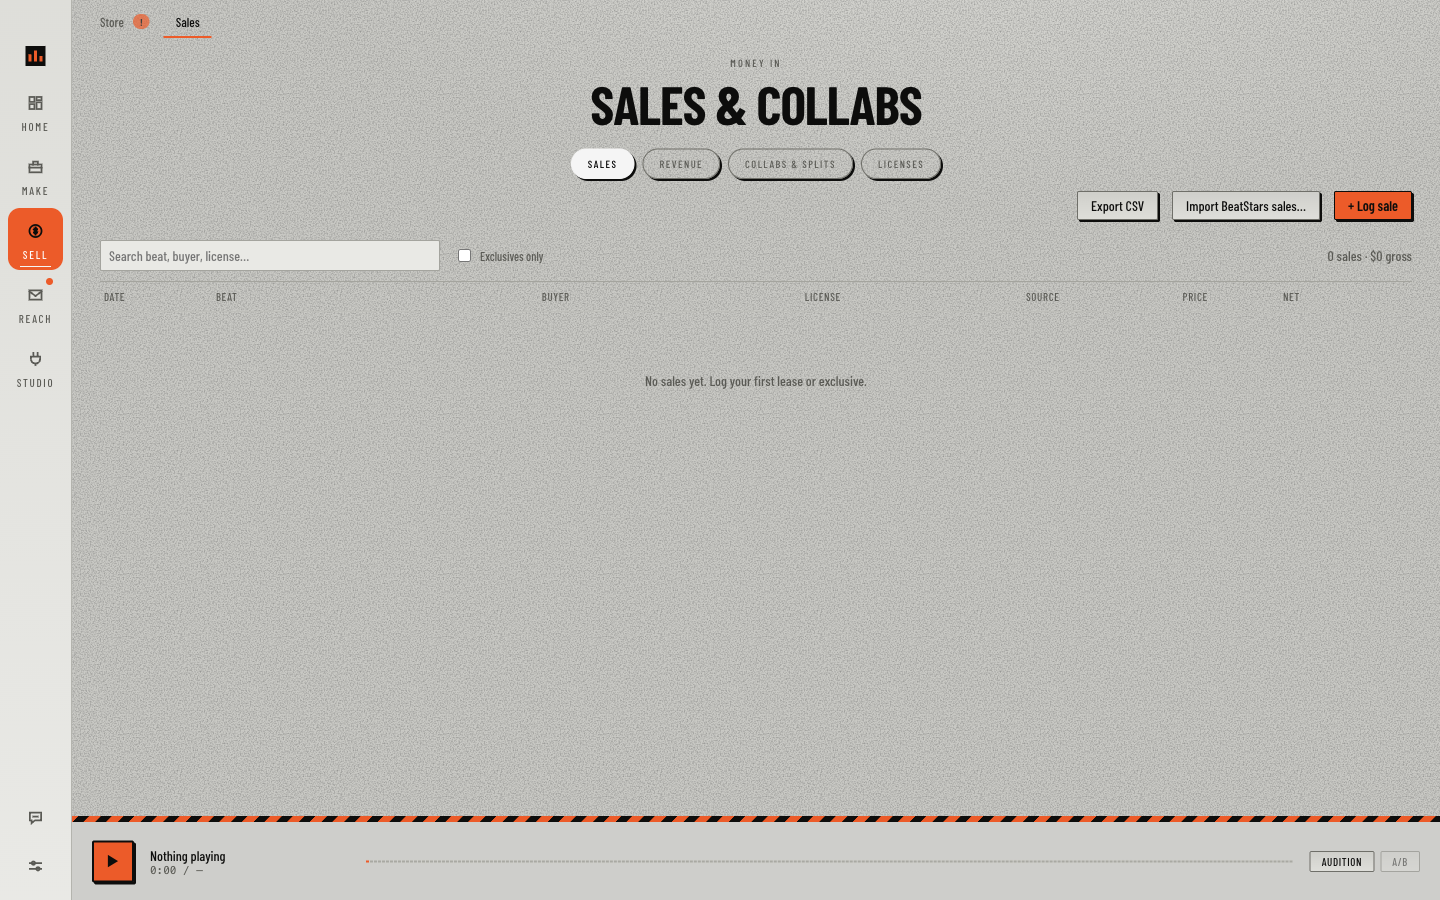 Store ! Sales
MONEY IN
SALES & COLLABS
SALES REVENUE COLLABS & SPLITS LICENSES
Export CSV Import BeatStars sales... + Log sale
Search beat, buyer, license... Exclusives only 0 sales · $0 gross
DATE BEAT BUYER LICENSE SOURCE PRICE NET
No sales yet. Log your first lease or exclusive.
HOME
MAKE
SELL
REACH
STUDIO
Nothing playing
0:00 / —
AUDITION A/B